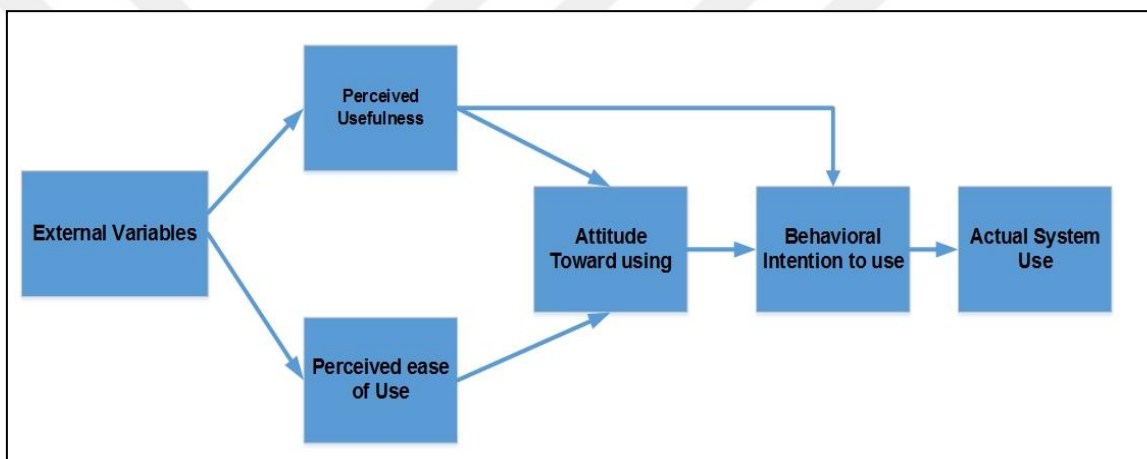 Perceived
Usefulness
External Variables
Attitude
Toward using
Behavioral
Intention to use
Actual System
Use
Perceived ease
of Use